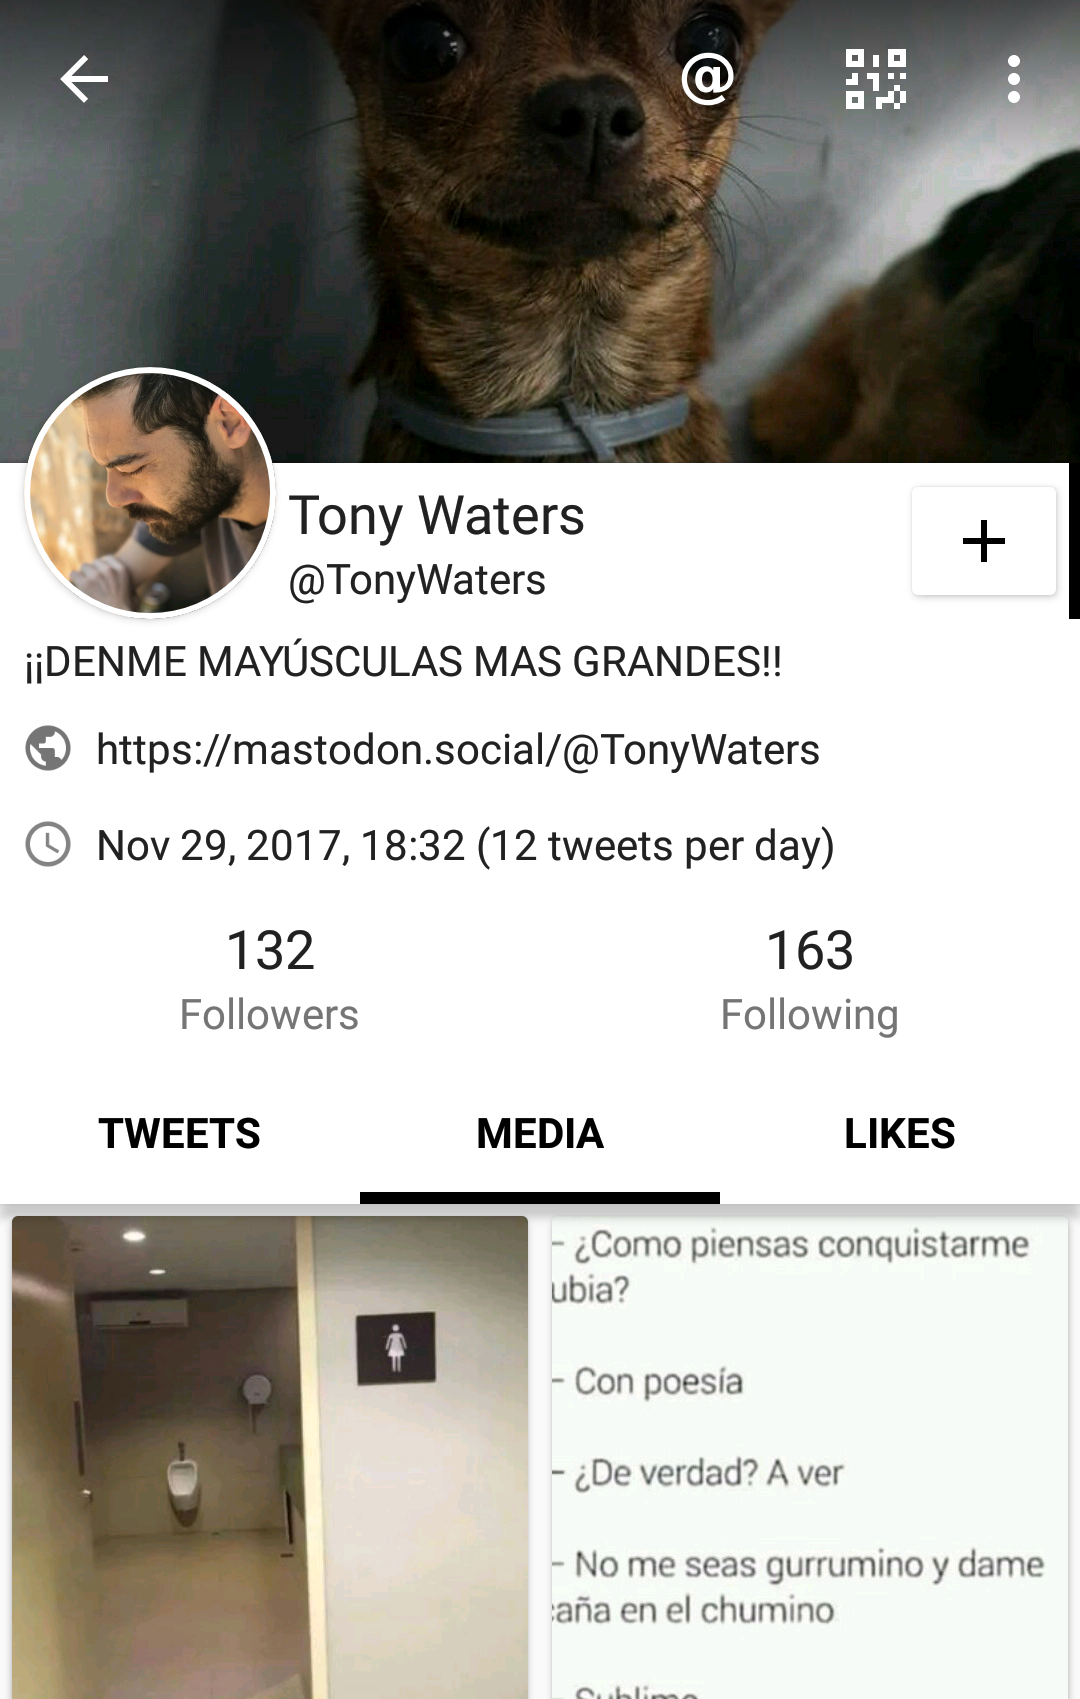 @
Tony Waters
@TonyWaters
¡¡DENME MAYÚSCULAS MAS GRANDES!!
https://mastodon.social/@TonyWaters
Nov 29, 2017, 18:32 (12 tweets per day)
132
Followers
163
Following
TWEETS
MEDIA
LIKES
- ¿Como piensas conquistarme
ubia?
- Con poesía
- ¿De verdad? A ver
- No me seas gurrumino y dame
caña en el chumino